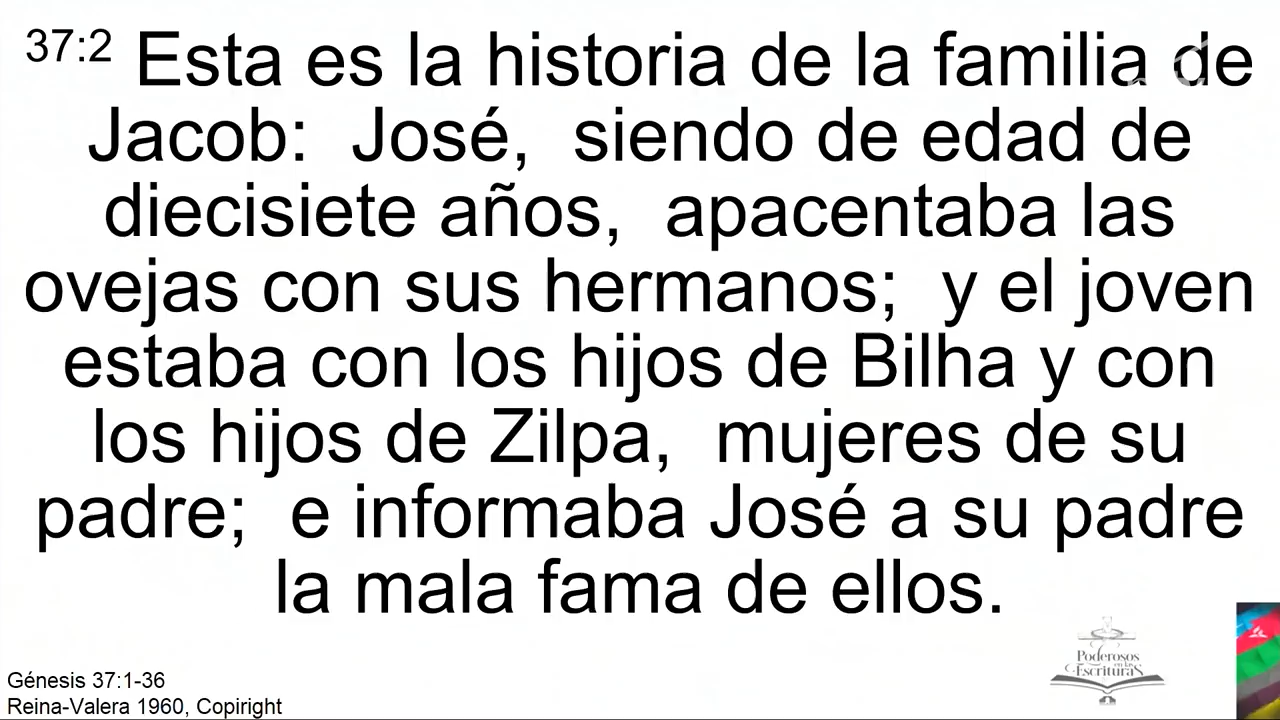 37:2 Esta es la historia de la familia de
Jacob:  José,  siendo de edad de
diecisiete años,  apacentaba las
ovejas con sus hermanos;  y el joven
estaba con los hijos de Bilha y con
los hijos de Zilpa,  mujeres de su
padre;  e informaba José a su padre
la mala fama de ellos.
Poderosos
en las
Escrituras
Génesis 37:1-36
Reina-Valera 1960, Copiright